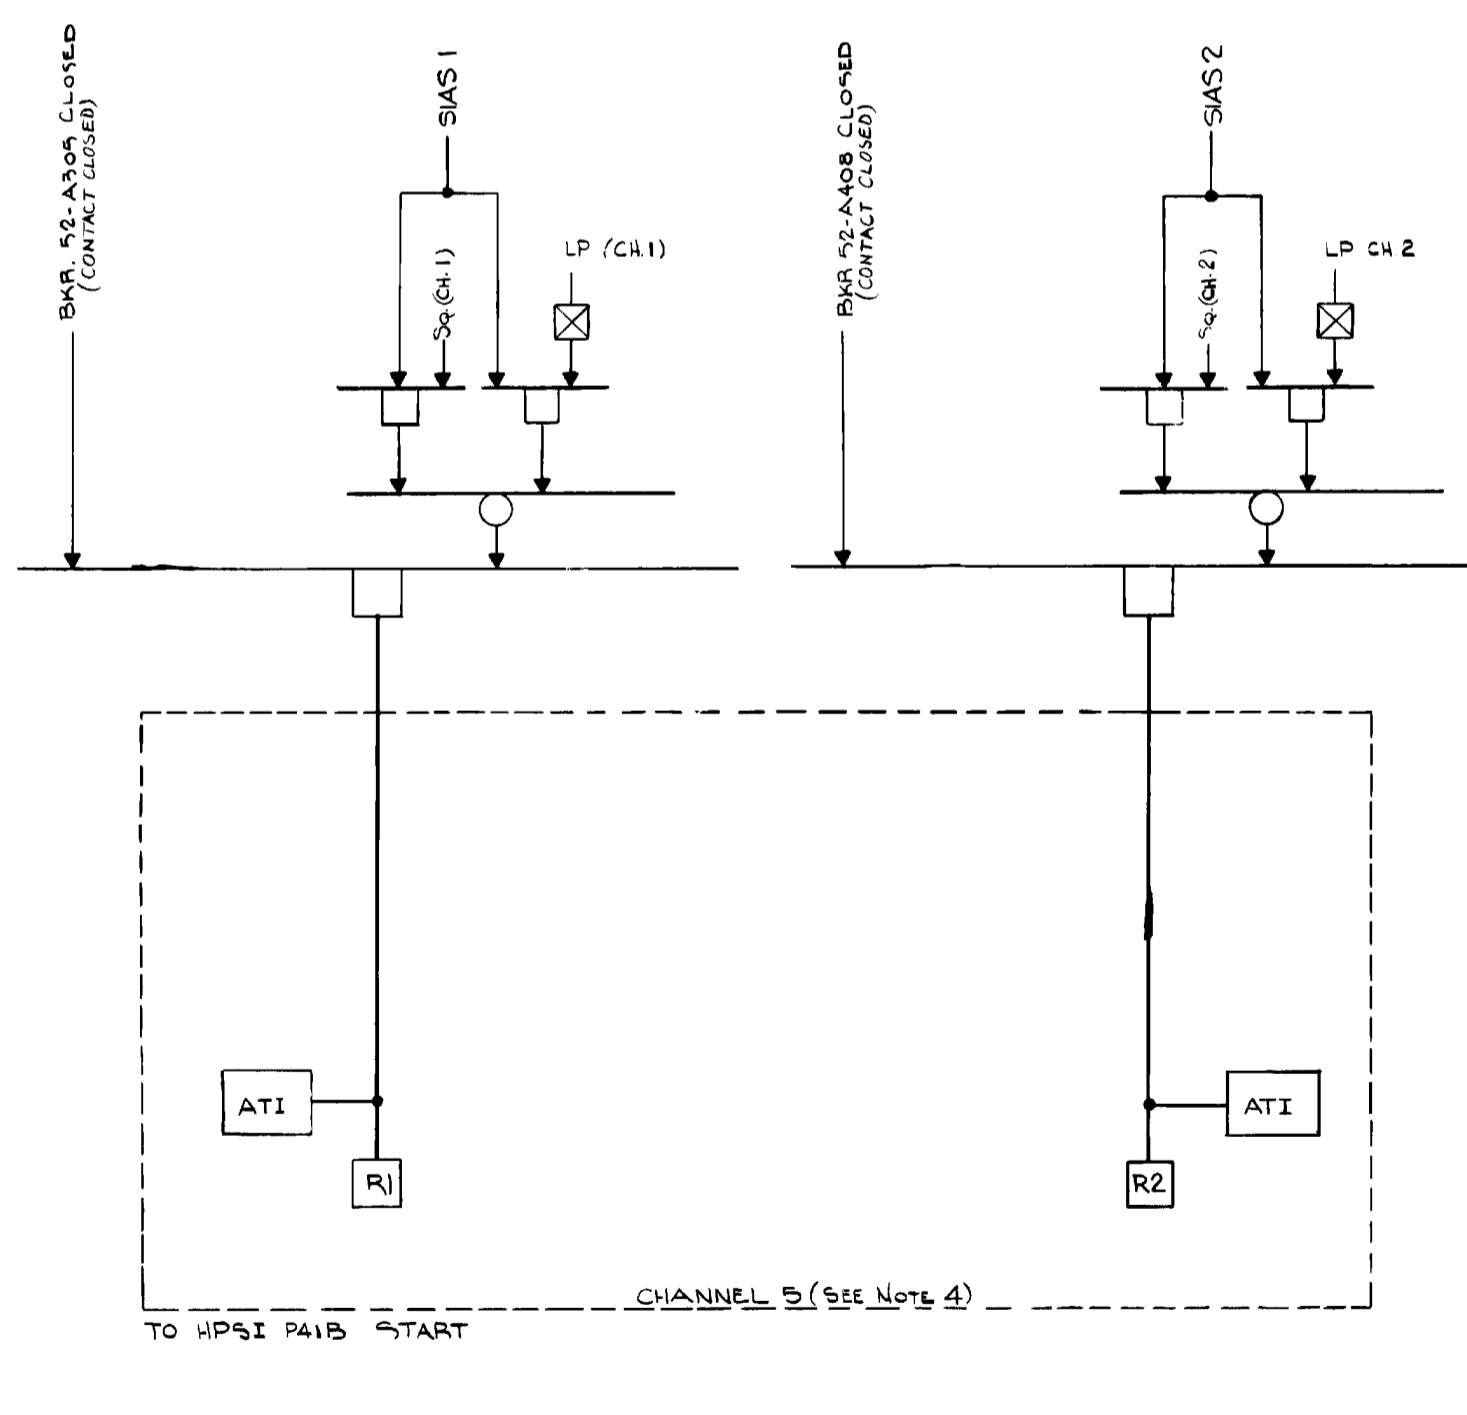 BKR. 52-A305 CLOSED
(CONTACT CLOSED)
SIAS 1
SQ.(CH.1)
LP (CH.1)
BKR 52-A408 CLOSED
(CONTACT CLOSED)
SIAS 2
SQ.(CH.2)
LP CH.2
ATI
R1
ATI
R2
CHANNEL 5 (SEE NOTE 4)
TO HPSI P41B START